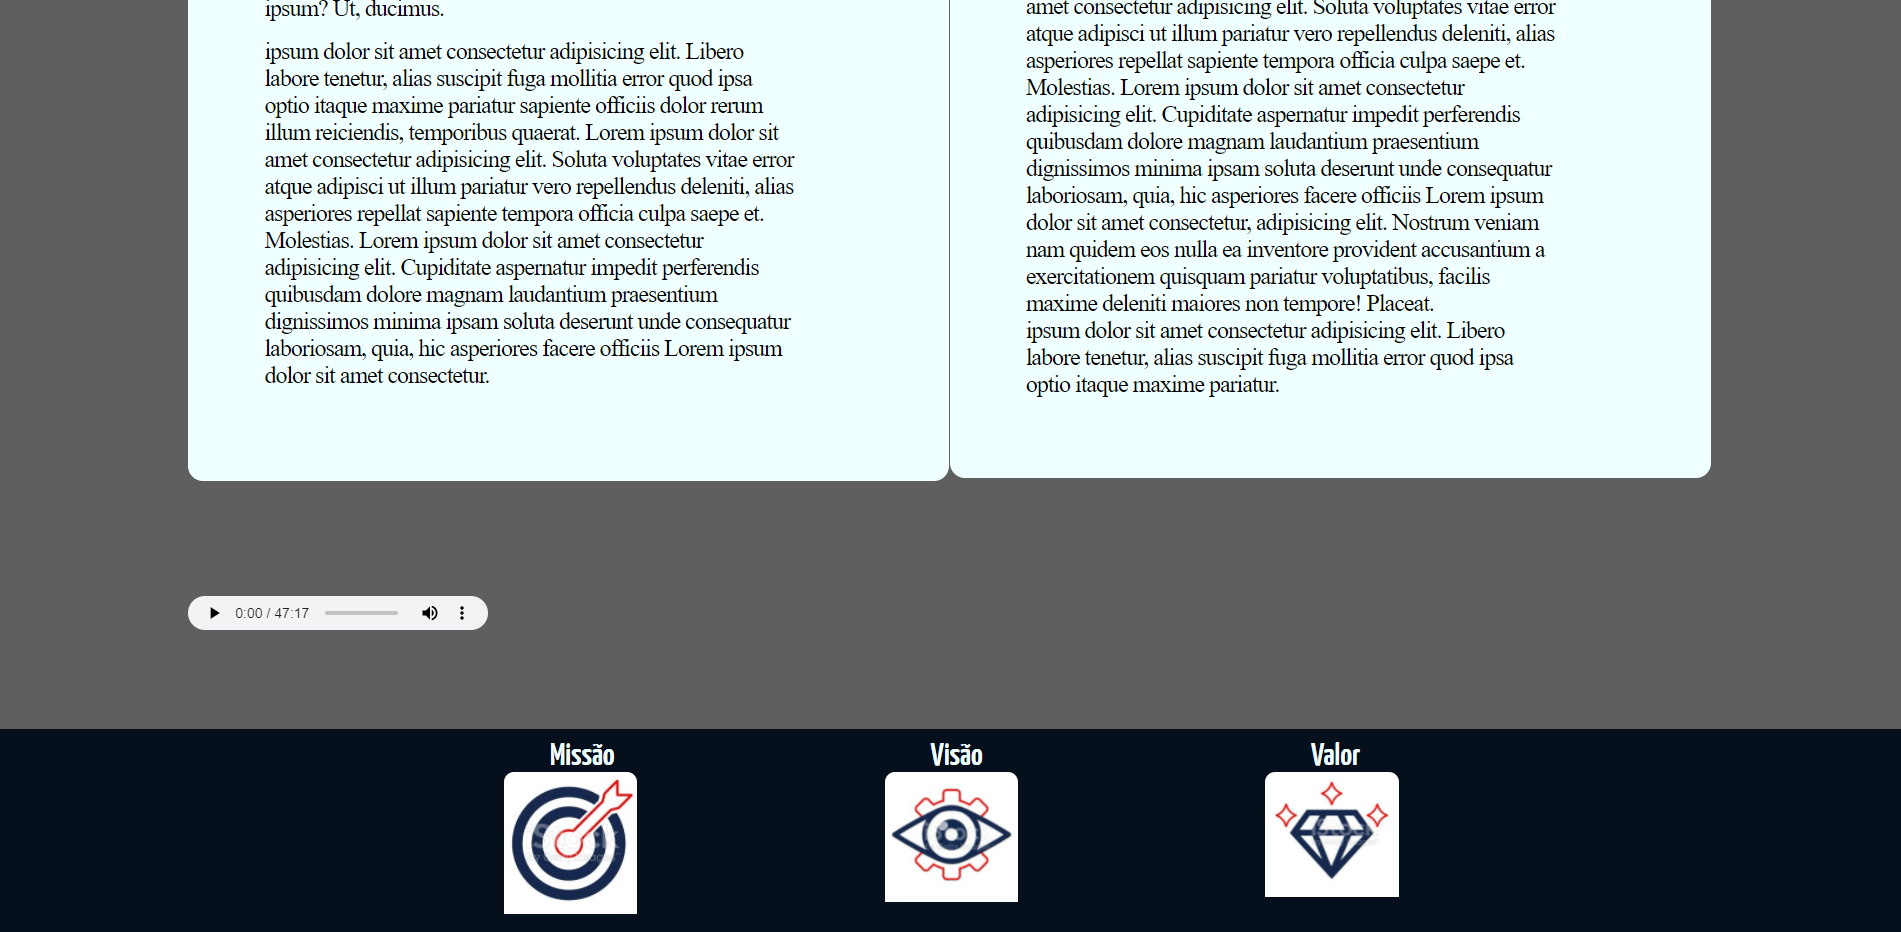 ipsum? Ut, ducimus.
ipsum dolor sit amet consectetur adipisicing elit. Libero
labore tenetur, alias suscipit fuga mollitia error quod ipsa
optio itaque maxime pariatur sapiente officiis dolor rerum
illum reiciendis, temporibus quaerat. Lorem ipsum dolor sit
amet consectetur adipisicing elit. Soluta voluptates vitae error
atque adipisci ut illum pariatur vero repellendus deleniti, alias
asperiores repellat sapiente tempora officia culpa saepe et.
Molestias. Lorem ipsum dolor sit amet consectetur
adipisicing elit. Cupiditate aspernatur impedit perferendis
quibusdam dolore magnam laudantium praesentium
dignissimos minima ipsam soluta deserunt unde consequatur
laboriosam, quia, hic asperiores facere officiis Lorem ipsum
dolor sit amet consectetur.
amet consectetur adipisicing elit. Soluta voluptates vitae error
atque adipisci ut illum pariatur vero repellendus deleniti, alias
asperiores repellat sapiente tempora officia culpa saepe et.
Molestias. Lorem ipsum dolor sit amet consectetur
adipisicing elit. Cupiditate aspernatur impedit perferendis
quibusdam dolore magnam laudantium praesentium
dignissimos minima ipsam soluta deserunt unde consequatur
laboriosam, quia, hic asperiores facere officiis Lorem ipsum
dolor sit amet consectetur, adipisicing elit. Nostrum veniam
nam quidem eos nulla ea inventore provident accusantium a
exercitationem quisquam pariatur voluptatibus, facilis
maxime deleniti maiores non tempore! Placeat.
ipsum dolor sit amet consectetur adipisicing elit. Libero
labore tenetur, alias suscipit fuga mollitia error quod ipsa
optio itaque maxime pariatur.
0:00 / 47:17
Missão
Visão
Valor